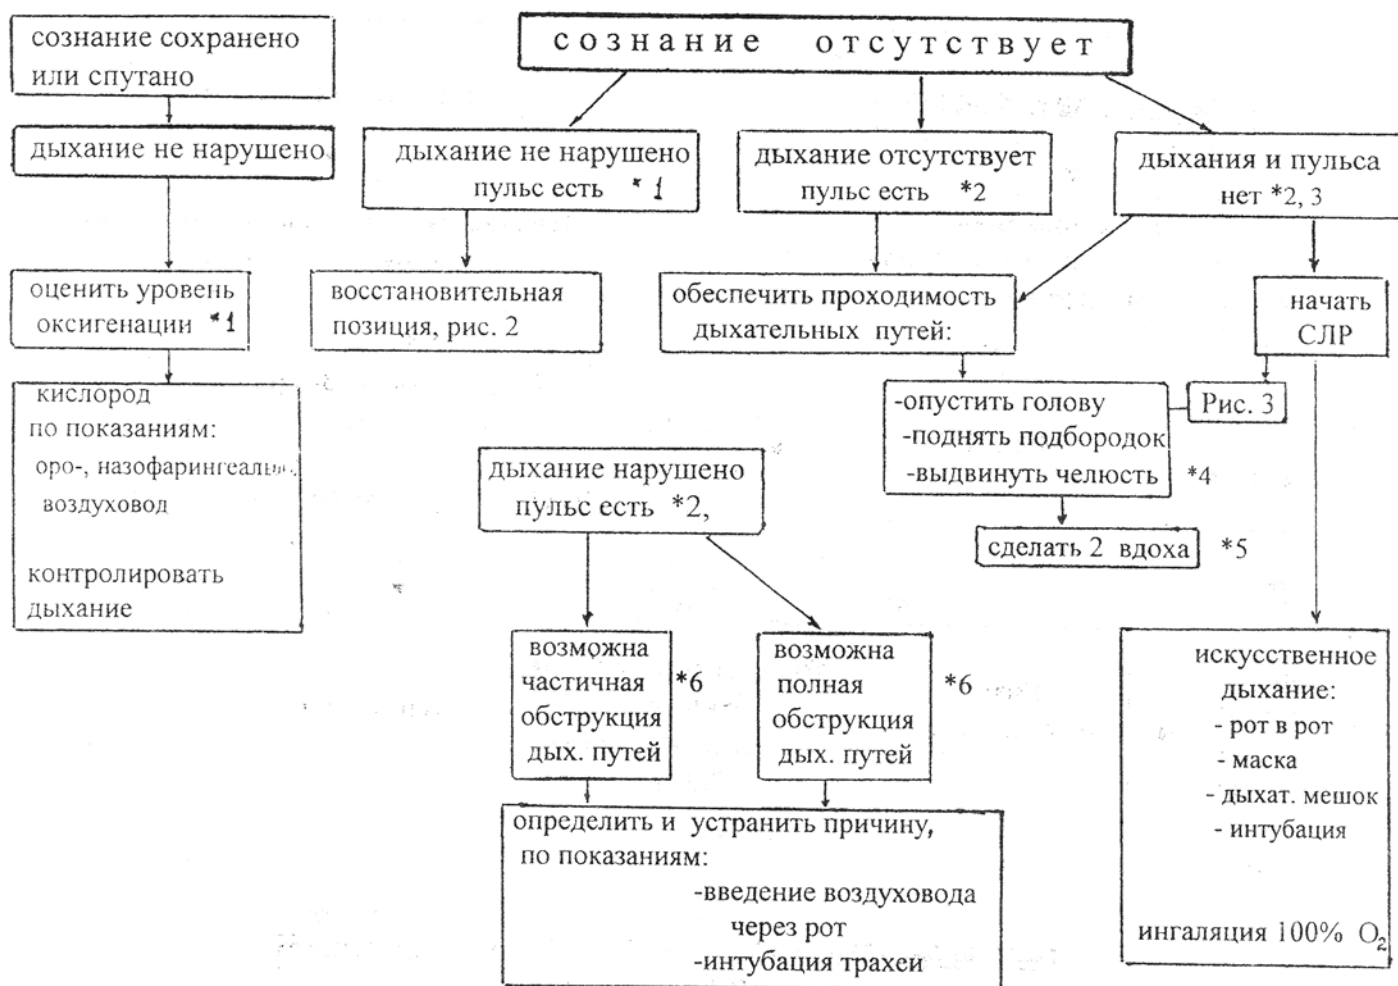 сознание сохранено
или спутано
дыхание не нарушено
оценить уровень
оксигенации *1
кислород
по показаниям:
оро-, назофарингеальн.
воздуховод
контролировать
дыхание
сознание отсутствует
дыхание не нарушено
пульс есть *1
восстановительная
позиция, рис. 2
дыхание отсутствует
пульс есть *2
дыхания и пульса
нет *2, 3
обеспечить проходимость
дыхательных путей:
начать
СЛР
-опустить голову
-поднять подбородок
-выдвинуть челюсть *4
Рис. 3
сделать 2 вдоха *5
дыхание нарушено
пульс есть *2,
возможна
частичная *6
обструкция
дых. путей
возможна
полная *6
обструкция
дых. путей
определить и устранить причину,
по показаниям:
-введение воздуховода
через рот
-интубация трахеи
искусственное
дыхание:
- рот в рот
- маска
- дыхат. мешок
- интубация
ингаляция 100% O₂